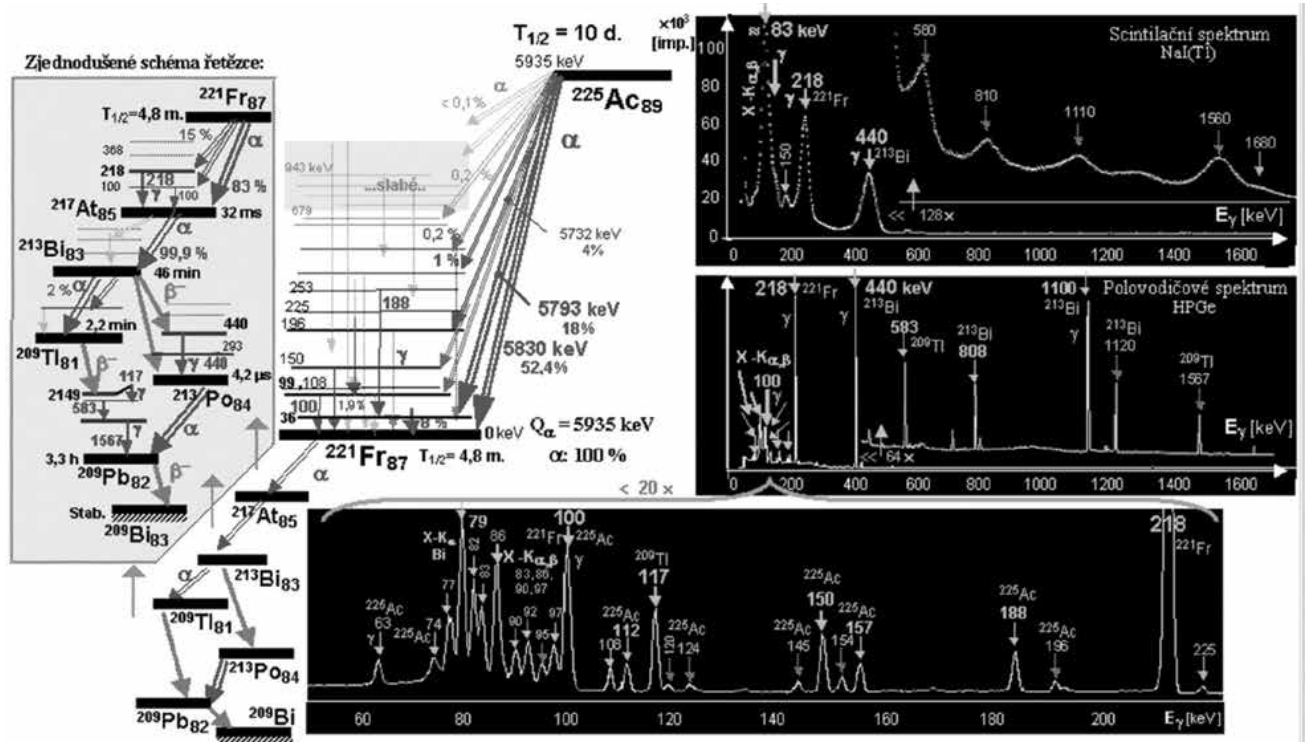 Zjednodušené schéma řetězce:
221Fr87
T1/2=4,8 m.
15 %
α
368
218
218
100
γ
100
83 %
217At85
32 ms
α
213Bi83
99,9%
46 min
2 %
α
β−
440
2,2 min
293
209Tl81
γ 440
β−
4,2 µs
117
213Po84
2149
γ
583
α
1567
3,3 h
209Pb82
β−
Stab.
209Bi83
T1/2 = 10 d.
5935 keV
225Ac89
α
< 0,1%
α
943 keV
0,2 %
...slabé..
679
0,2 %
5732 keV
4%
1 %
253
188
225
5793 keV
18%
196
5830 keV
52,4%
γ
150
99,108
100
1,9%
36
8 %
0 keV
Qα = 5935 keV
221Fr87
T1/2 = 4,8 m.
α: 100 %
α
217At85
213Bi83
α
209Tl81
213Po84
209Pb82
209Bi
×10³
[imp.]
≈ 83 keV
580
Scintilační spektrum
NaI(Tl)
100
80
60
40
20
0
X-Kα,β
γ
218
γ
221Fr
150
440
γ 213Bi
810
1110
1560
1680
<< 128 ×
Eγ [keV]
0 200 400 600 800 1000 1200 1400 1600
218
221Fr
γ
440 keV
213Bi
γ
583
209Tl
213Bi
808
1100
213Bi
γ
Polovodičové spektrum
HPGe
213Bi
1120
209Tl
1567
X-Kα,β
100
γ
<< 64 ×
Eγ [keV]
0 200 400 600 800 1000 1200 1400 1600
< 20 ×
225Ac
63
γ
225Ac
74
77
X-Kα
Bi
79
82
83
86
X-Kα,β
83,86,
90,97
90
92
95
97
221Fr
100
225Ac
γ
108
225Ac
112
209Tl
117
120
225Ac
124
225Ac
145
225Ac
150
154
225Ac
157
225Ac
188
225Ac
196
218
221Fr
225
60 80 100 120 140 160 180 200 Eγ [keV]